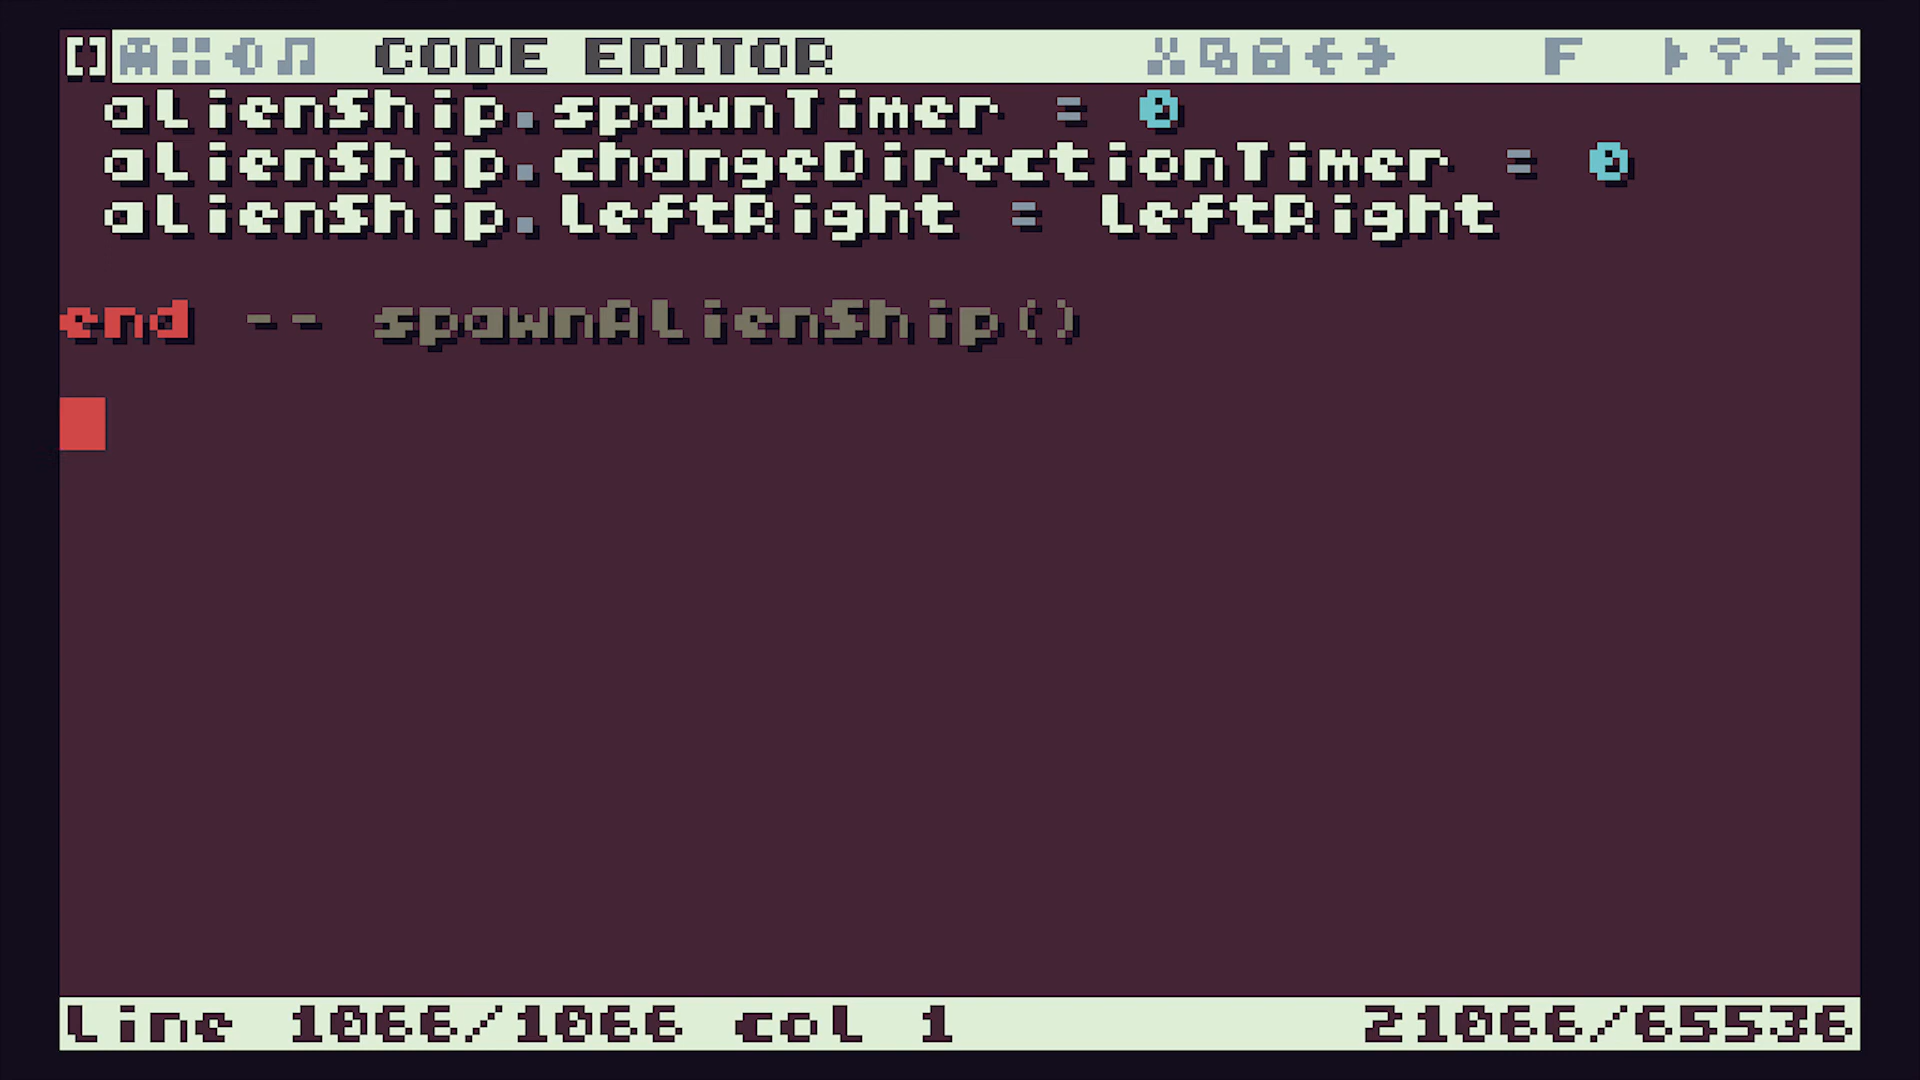 CODE EDITOR F
alienShip.spawnTimer = 0
alienShip.changeDirectionTimer = 0
alienShip.leftRight = leftRight
end -- spawnAlienShip()
line 1066/1066 col 1 21066/65536